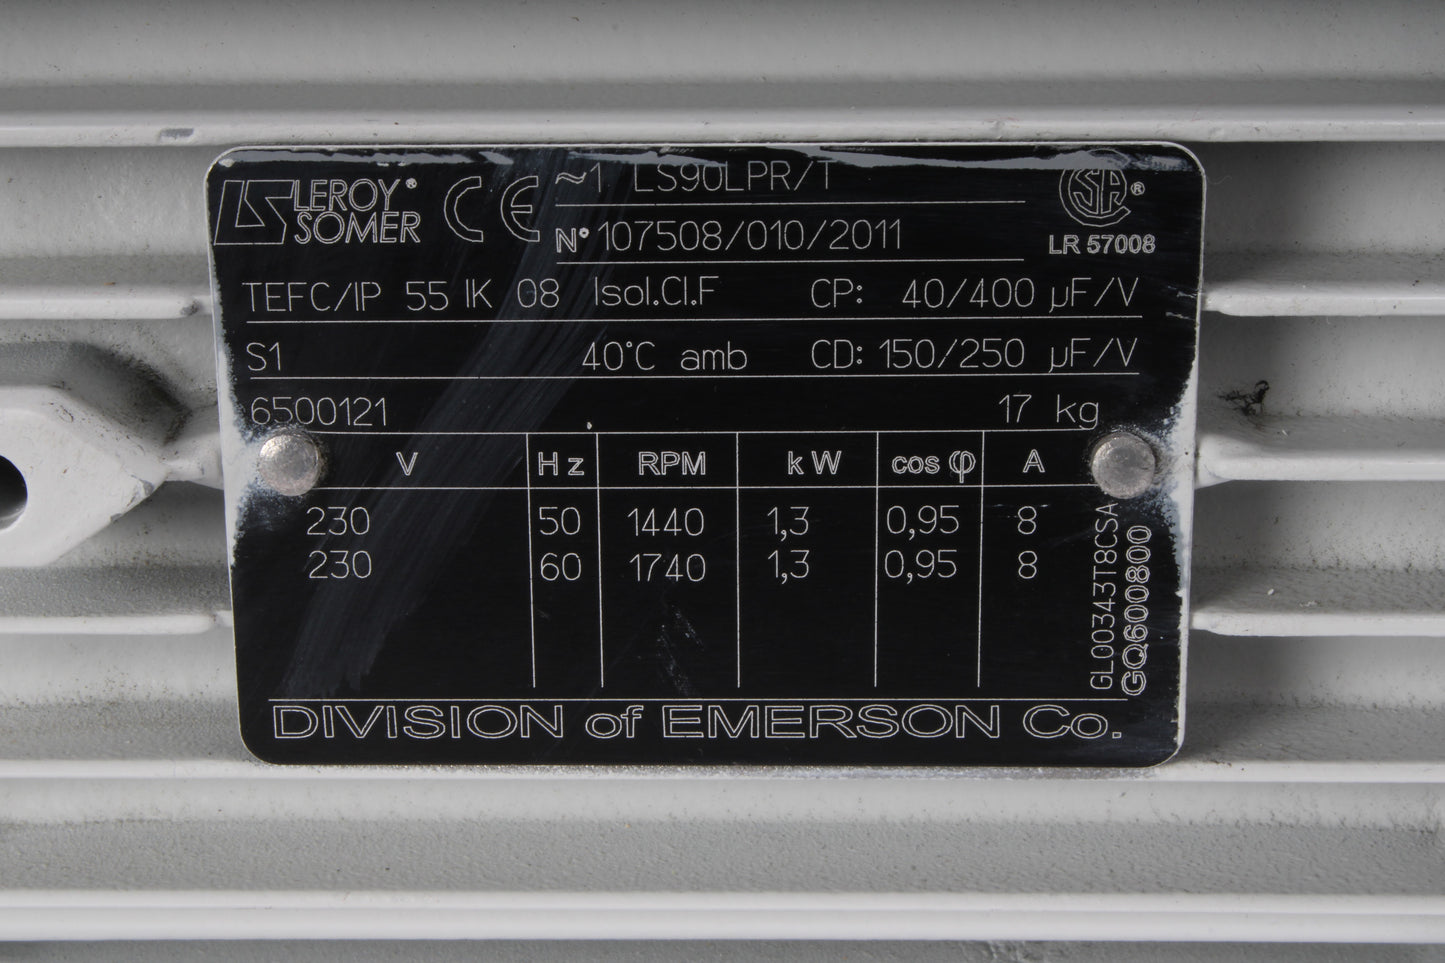 LS LEROY® SOMER CE ~1 LS90LPR/T SA®
N° 107508/010/2011 LR 57008
TEFC/IP 55 IK 08 Isol.Cl.F CP: 40/400 µF/V
S1 40°C amb CD: 150/250 µF/V
6500121 17 kg
V Hz RPM kW cos φ A
230 50 1440 1,3 0,95 8
230 60 1740 1,3 0,95 8
GL00343T8CSA
GQ600800
DIVISION of EMERSON Co.